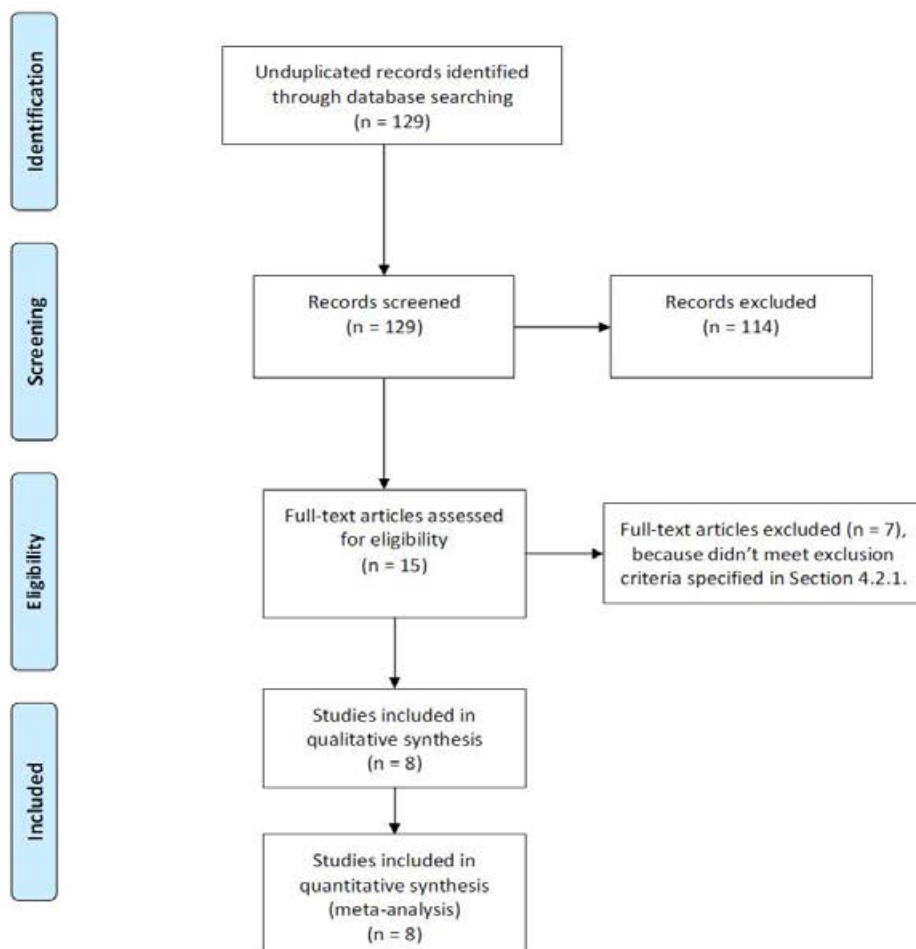 Identification
Unduplicated records identified
through database searching
(n = 129)
Screening
Records screened
(n = 129)
Records excluded
(n = 114)
Eligibility
Full-text articles assessed
for eligibility
(n = 15)
Full-text articles excluded (n = 7),
because didn't meet exclusion
criteria specified in Section 4.2.1.
Included
Studies included in
qualitative synthesis
(n = 8)
Studies included in
quantitative synthesis
(meta-analysis)
(n = 8)